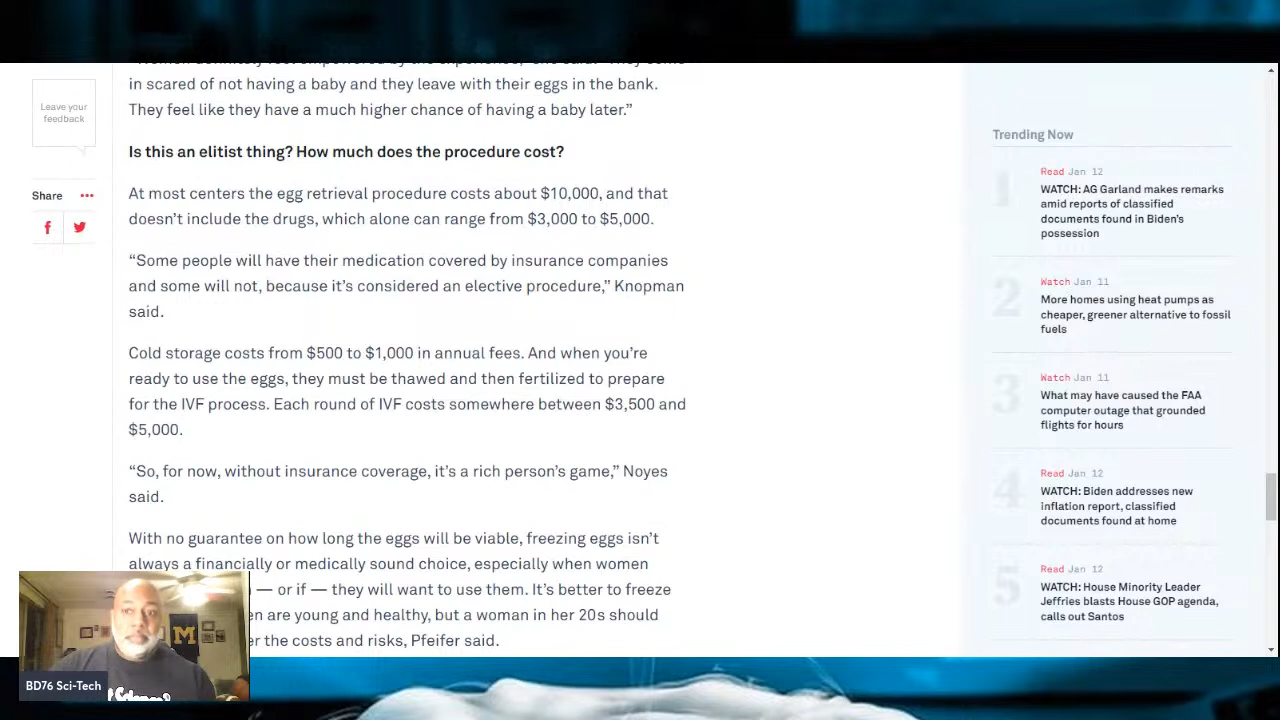 in scared of not having a baby and they leave with their eggs in the bank.
They feel like they have a much higher chance of having a baby later.”
Is this an elitist thing? How much does the procedure cost?
At most centers the egg retrieval procedure costs about $10,000, and that
doesn’t include the drugs, which alone can range from $3,000 to $5,000.
“Some people will have their medication covered by insurance companies
and some will not, because it’s considered an elective procedure,” Knopman
said.
Cold storage costs from $500 to $1,000 in annual fees. And when you’re
ready to use the eggs, they must be thawed and then fertilized to prepare
for the IVF process. Each round of IVF costs somewhere between $3,500 and
$5,000.
“So, for now, without insurance coverage, it’s a rich person’s game,” Noyes
said.
With no guarantee on how long the eggs will be viable, freezing eggs isn’t
always a financially or medically sound choice, especially when women
— or if — they will want to use them. It’s better to freeze
are young and healthy, but a woman in her 20s should
the costs and risks, Pfeifer said.
Leave your
feedback
Share •••
Trending Now
1
Read Jan 12
WATCH: AG Garland makes remarks
amid reports of classified
documents found in Biden’s
possession
2
Watch Jan 11
More homes using heat pumps as
cheaper, greener alternative to fossil
fuels
3
Watch Jan 11
What may have caused the FAA
computer outage that grounded
flights for hours
4
Read Jan 12
WATCH: Biden addresses new
inflation report, classified
documents found at home
5
Read Jan 12
WATCH: House Minority Leader
Jeffries blasts House GOP agenda,
calls out Santos
M
BD76 Sci-Tech